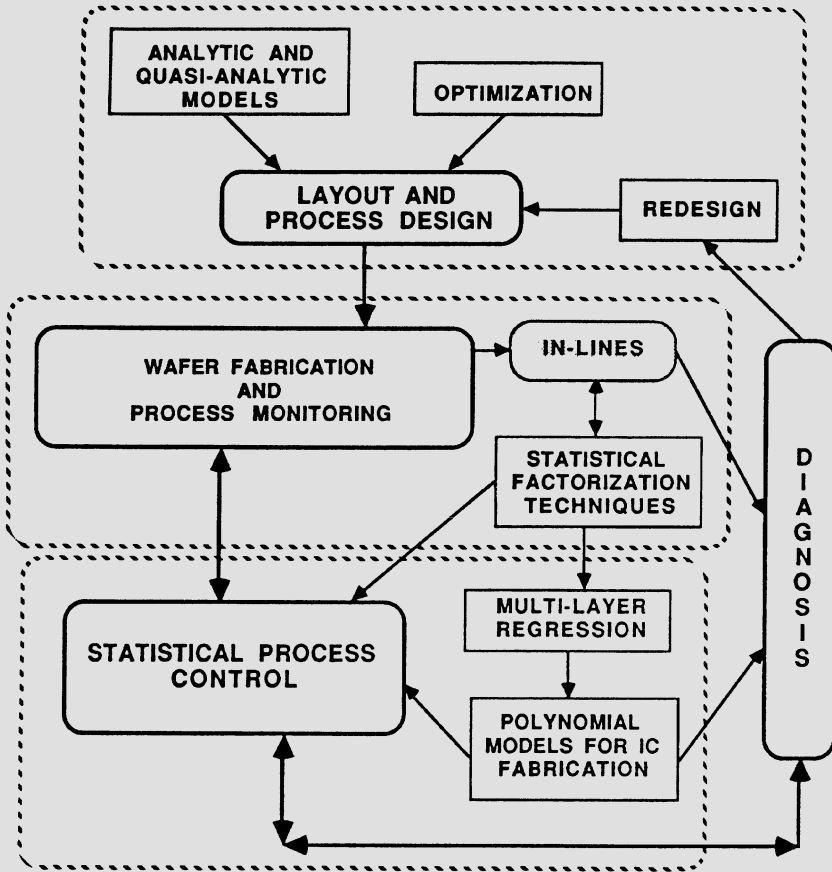 ANALYTIC AND
QUASI-ANALYTIC
MODELS
OPTIMIZATION
LAYOUT AND
PROCESS DESIGN
REDESIGN
WAFER FABRICATION
AND
PROCESS MONITORING
IN-LINES
STATISTICAL
FACTORIZATION
TECHNIQUES
DIAGNOSIS
STATISTICAL PROCESS
CONTROL
MULTI-LAYER
REGRESSION
POLYNOMIAL
MODELS FOR IC
FABRICATION